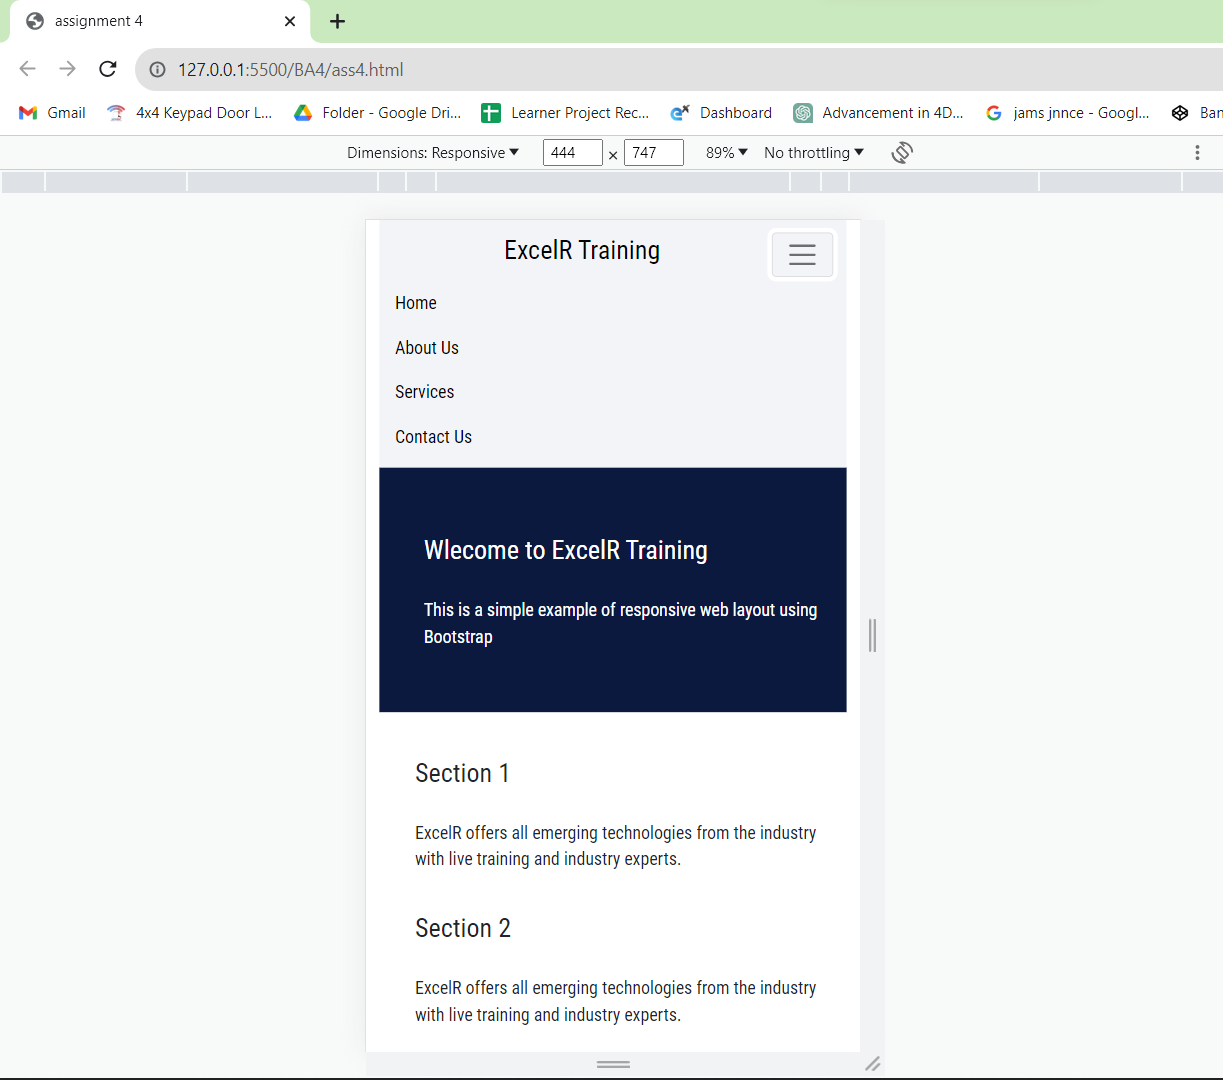 assignment 4
127.0.0.1:5500/BA4/ass4.html
Gmail 4x4 Keypad Door L... Folder - Google Dri... Learner Project Rec... Dashboard Advancement in 4D... jams jnnce - Googl... Ban
Dimensions: Responsive 444 x 747 89% No throttling
ExcelR Training
Home
About Us
Services
Contact Us
Wlecome to ExcelR Training
This is a simple example of responsive web layout using
Bootstrap
Section 1
ExcelR offers all emerging technologies from the industry
with live training and industry experts.
Section 2
ExcelR offers all emerging technologies from the industry
with live training and industry experts.